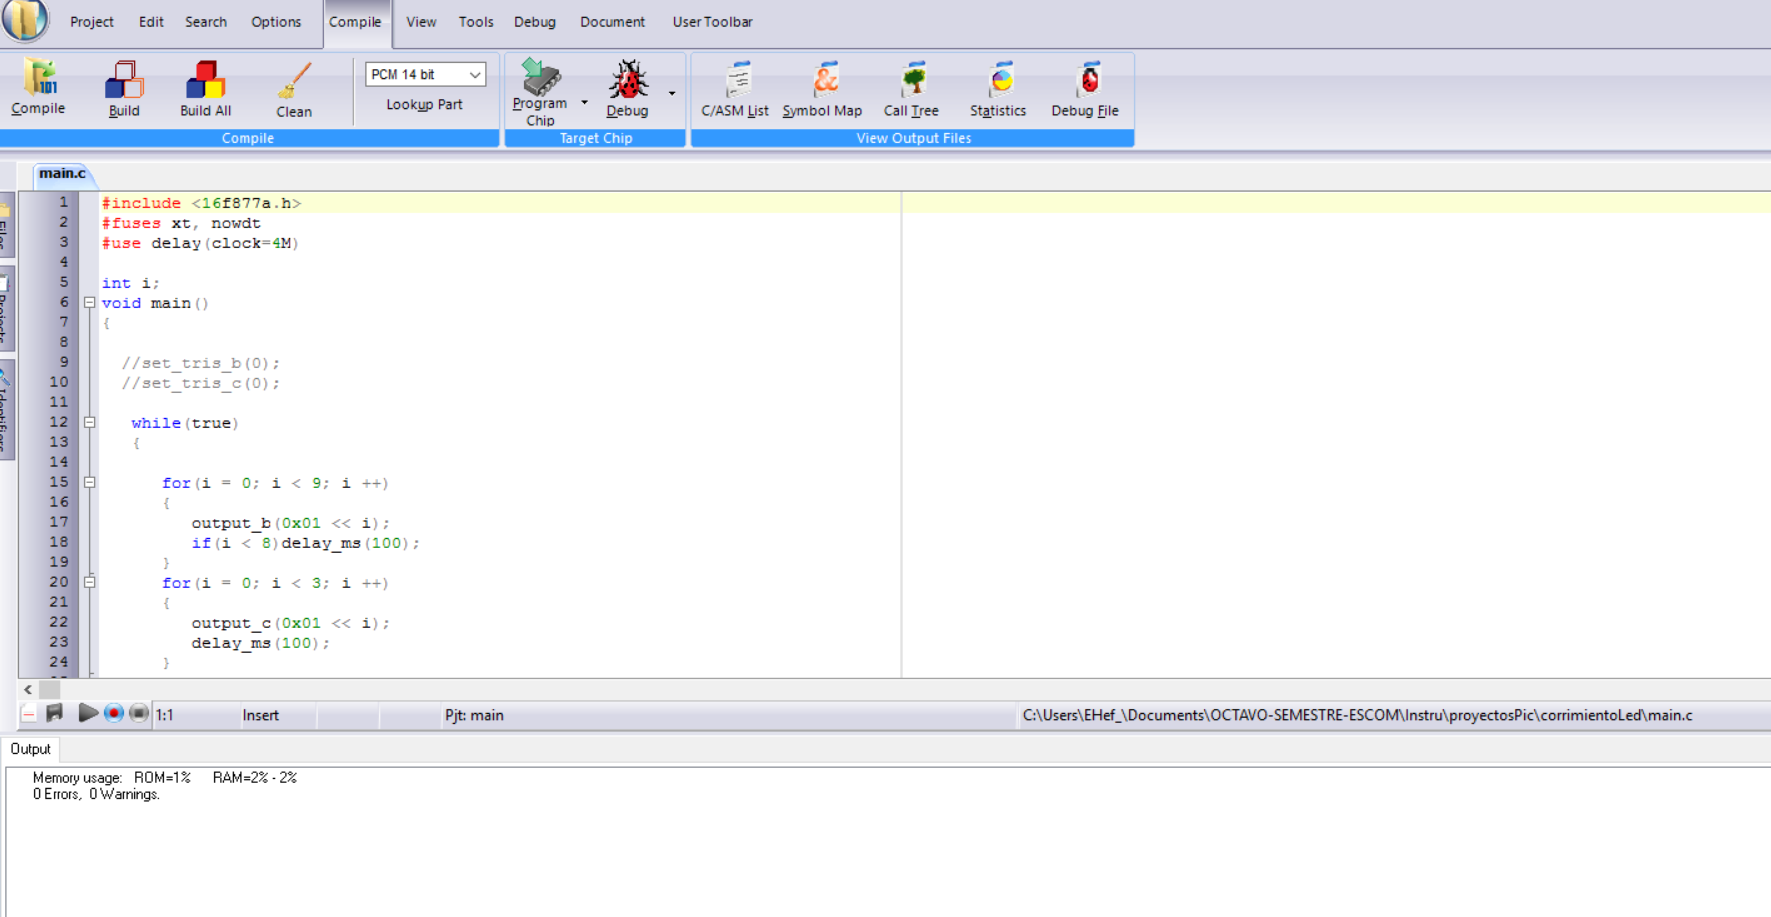 Project Edit Search Options Compile View Tools Debug Document User Toolbar
Compile Build Build All Clean PCM 14 bit Lookup Part Program Chip Debug C/ASM List Symbol Map Call Tree Statistics Debug File
Compile Target Chip View Output Files
main.c
Files
Projects
Identifiers
1 #include <16f877a.h>
2 #fuses xt, nowdt
3 #use delay(clock=4M)
4
5 int i;
6 void main()
7 {
8
9 //set_tris_b(0);
10 //set_tris_c(0);
11
12 while(true)
13 {
14
15 for(i = 0; i < 9; i ++)
16 {
17 output_b(0x01 << i);
18 if(i < 8)delay_ms(100);
19 }
20 for(i = 0; i < 3; i ++)
21 {
22 output_c(0x01 << i);
23 delay_ms(100);
24 }
1:1 Insert Pjt: main C:\Users\EHef_\Documents\OCTAVO-SEMESTRE-ESCOM\Instru\proyectosPic\corrimientoLed\main.c
Output
Memory usage: ROM=1% RAM=2% - 2%
0 Errors, 0 Warnings.